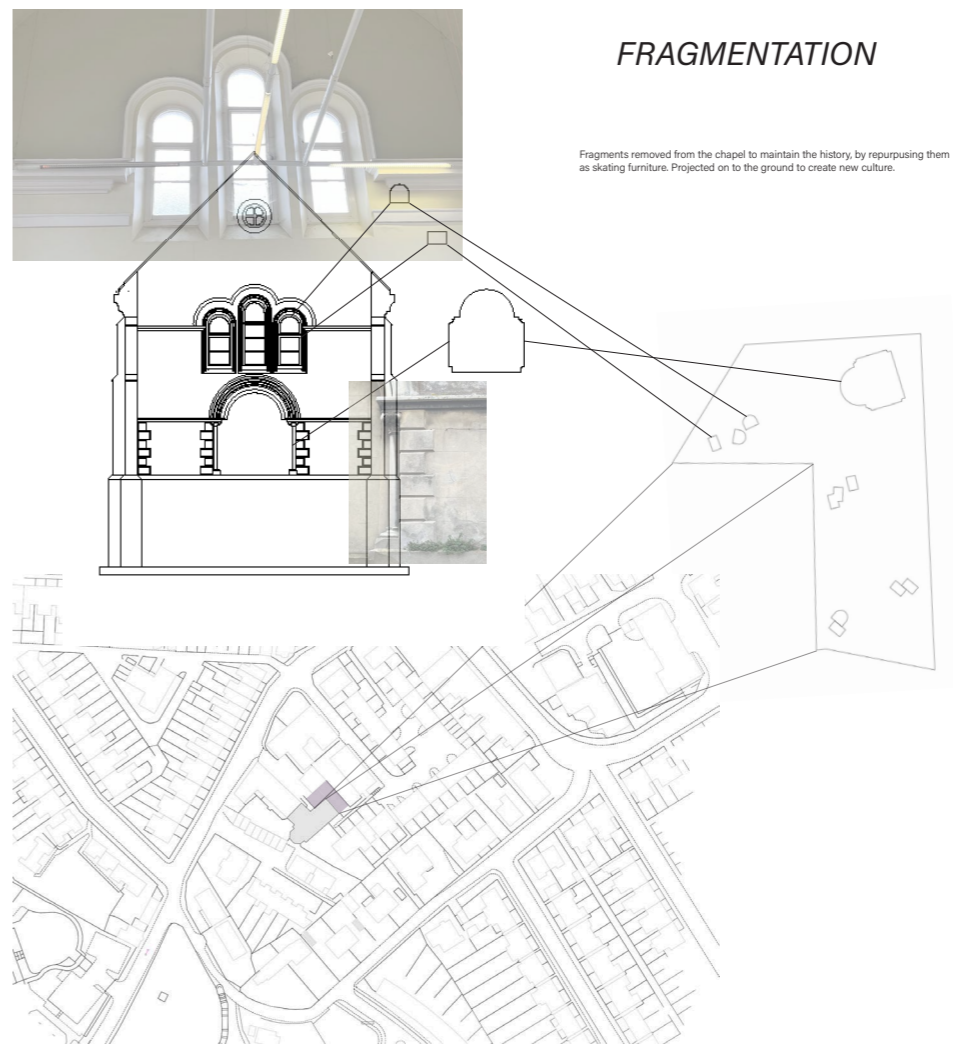 FRAGMENTATION
Fragments removed from the chapel to maintain the history, by repurpusing them
as skating furniture. Projected on to the ground to create new culture.